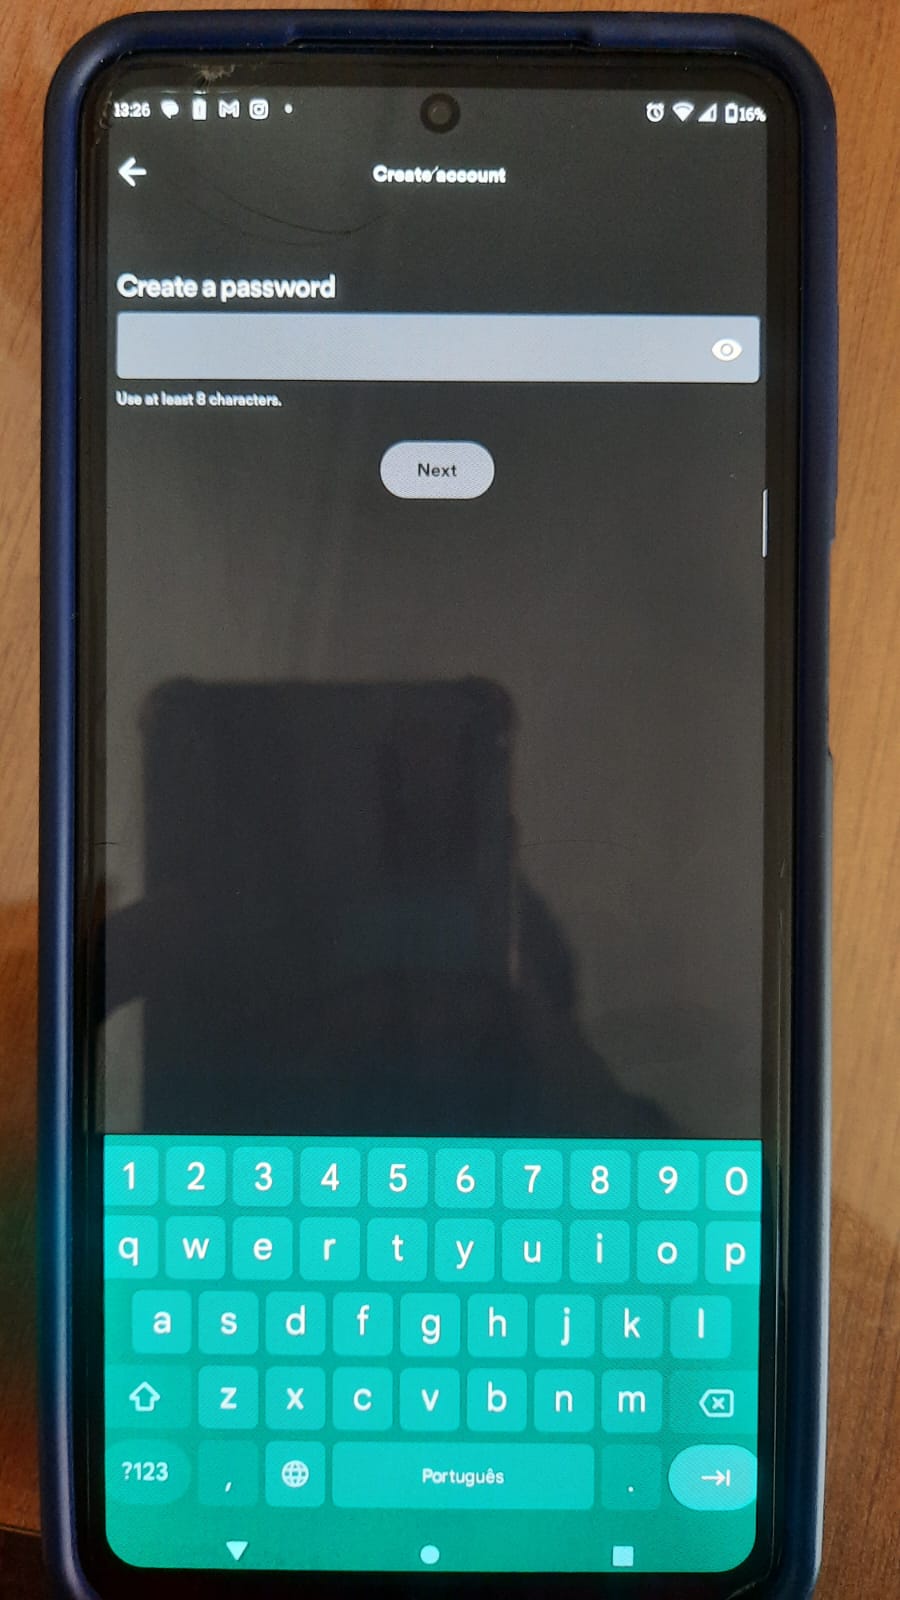 13:26 16%
Create account
Create a password
Use at least 8 characters.
Next
1 2 3 4 5 6 7 8 9 0
q w e r t y u i o p
a s d f g h j k l
z x c v b n m
?123 , Português .